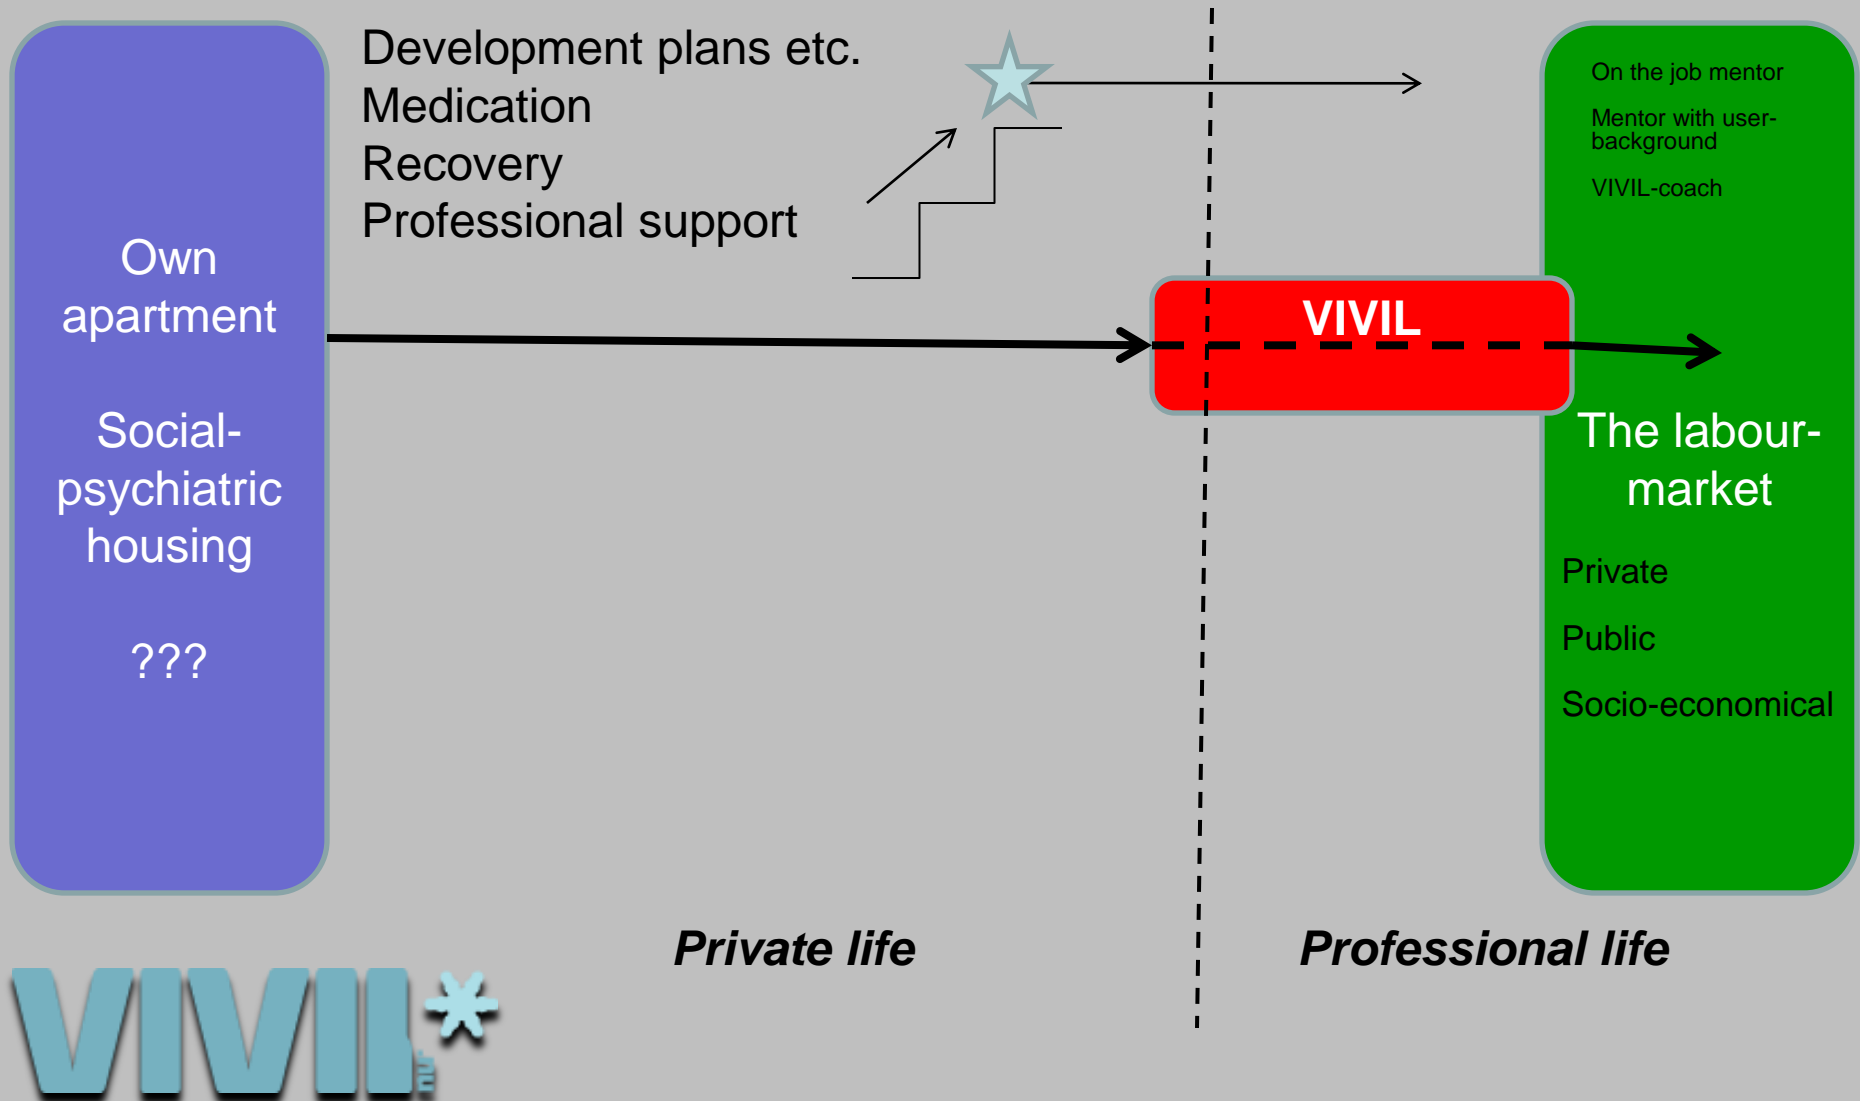 Own
apartment
Social-
psychiatric
housing
???
Development plans etc.
Medication
Recovery
Professional support
VIVIL
On the job mentor
Mentor with user-
background
VIVIL-coach
The labour-
market
Private
Public
Socio-economical
Private life
Professional life
VIVIL*